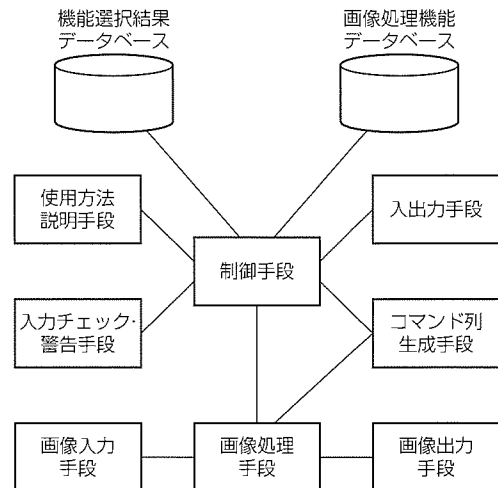 機能選択結果
データベース
画像処理機能
データベース
使用方法
説明手段
入出力手段
制御手段
入力チェック・
警告手段
コマンド列
生成手段
画像入力
手段
画像処理
手段
画像出力
手段